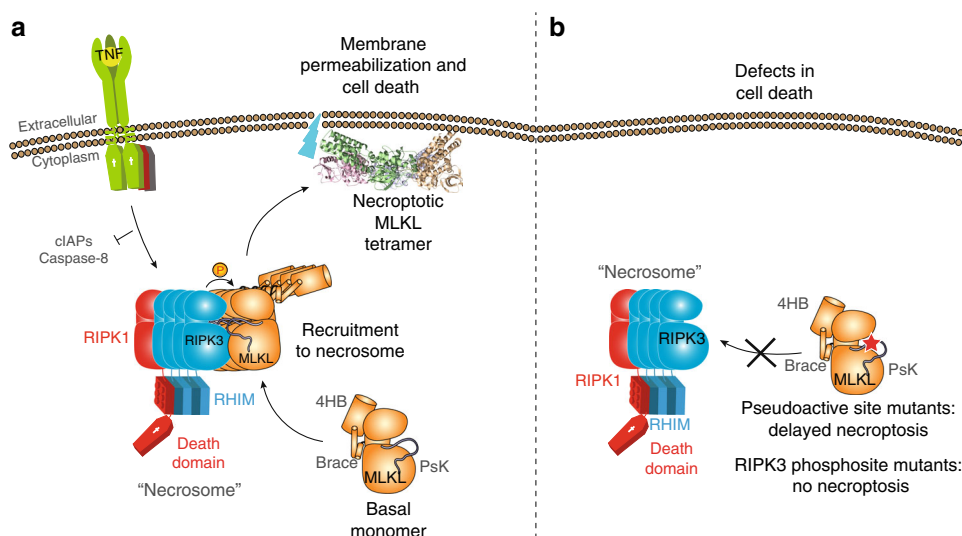 a
TNF
Extracellular
Cytoplasm
Membrane
permeabilization and
cell death
Necroptotic
MLKL
tetramer
cIAPs
Caspase-8
P
RIPK1
RIPK3
MLKL
Recruitment
to necrosome
RHIM
Death
domain
“Necrosome”
4HB
Brace
MLKL
PsK
Basal
monomer
b
Defects in
cell death
“Necrosome”
RIPK3
RIPK1
RHIM
Death
domain
4HB
Brace
MLKL
PsK
Pseudoactive site mutants:
delayed necroptosis
RIPK3 phosphosite mutants:
no necroptosis